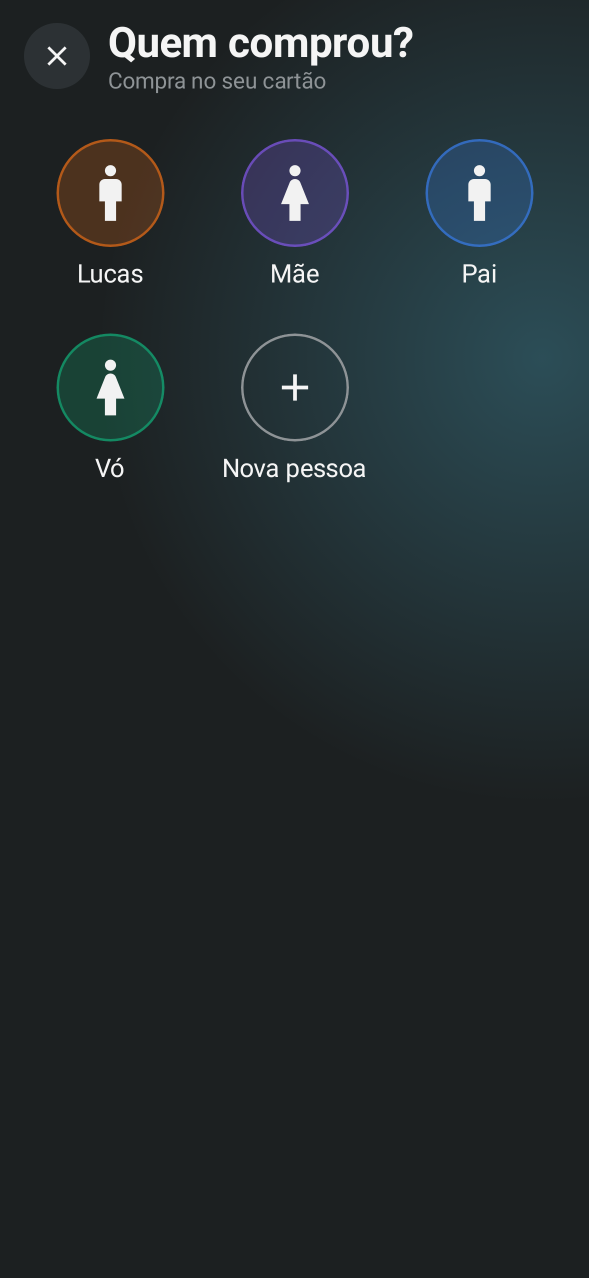 Quem comprou?
Compra no seu cartão
Lucas
Mãe
Pai
Vó
Nova pessoa